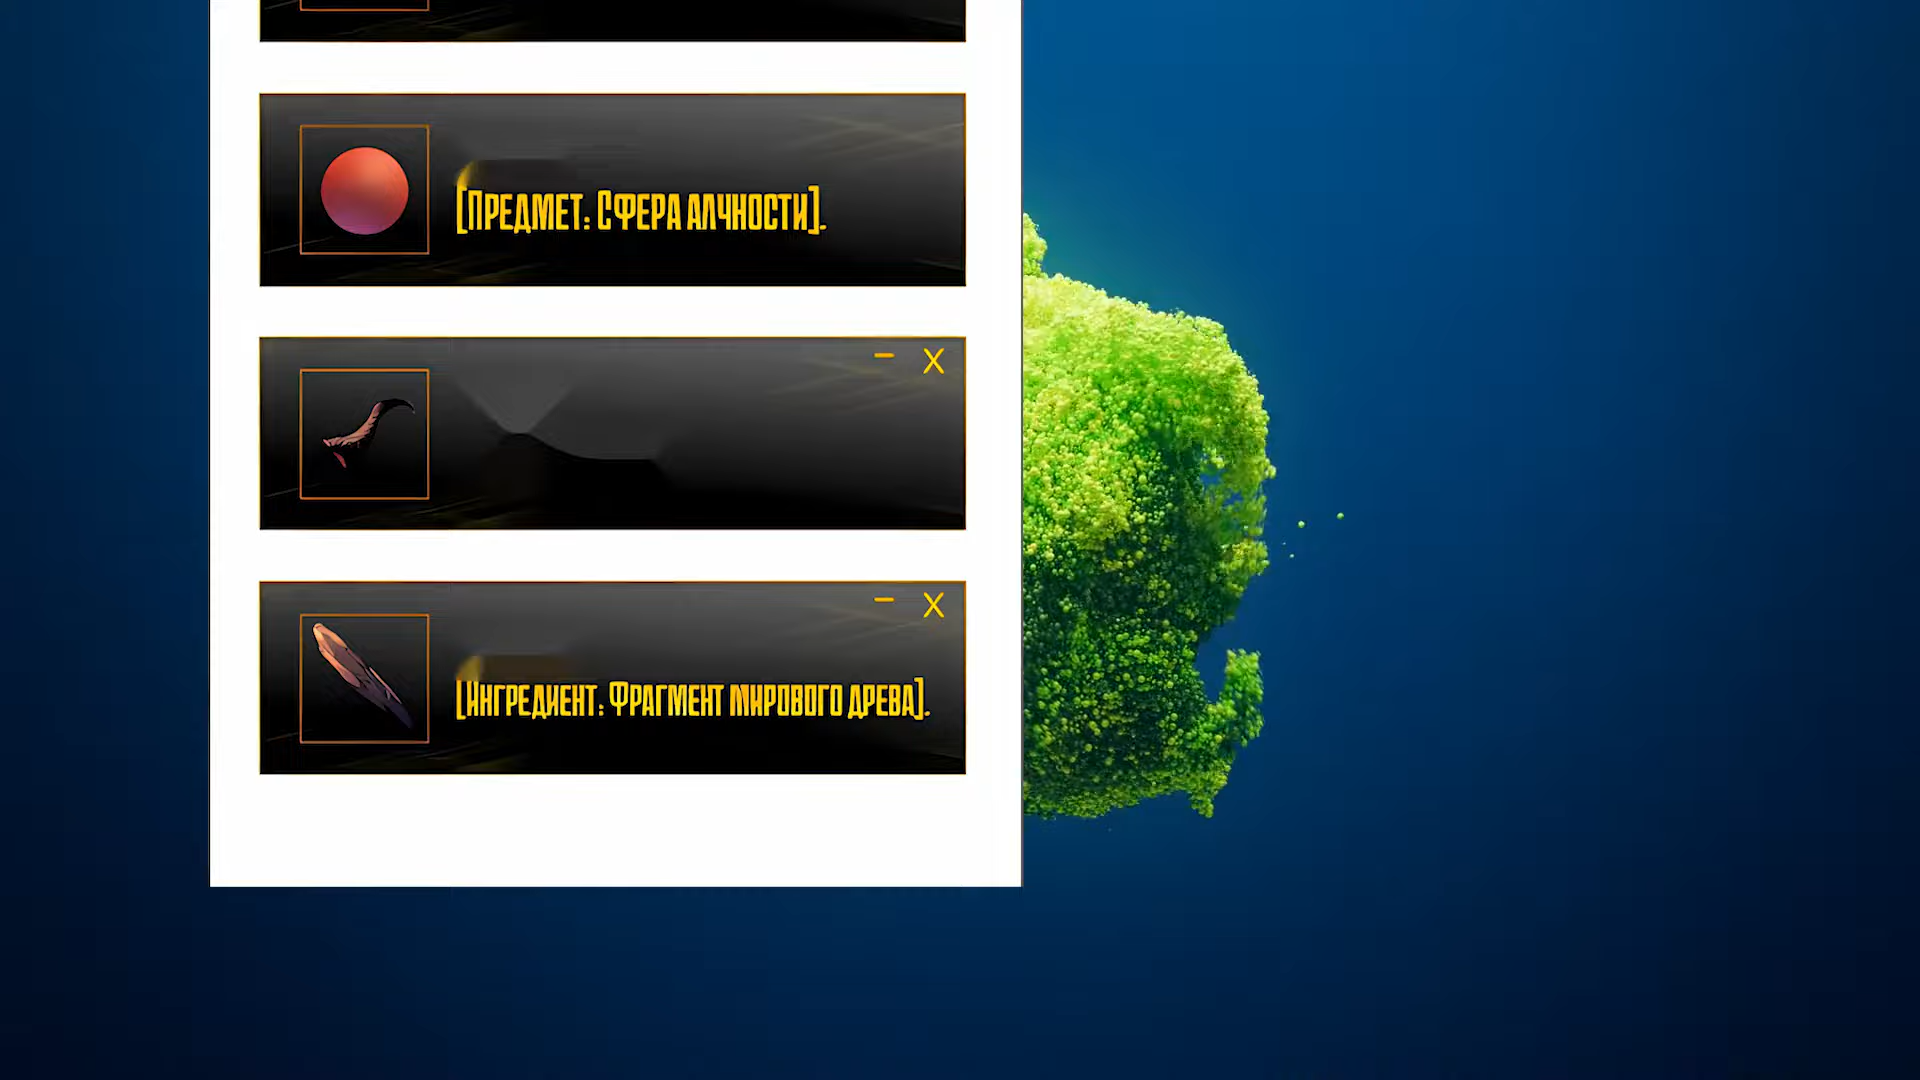 [Предмет: Сфера алчности].
– X
– X
[Ингредиент: Фрагмент мирового древа].